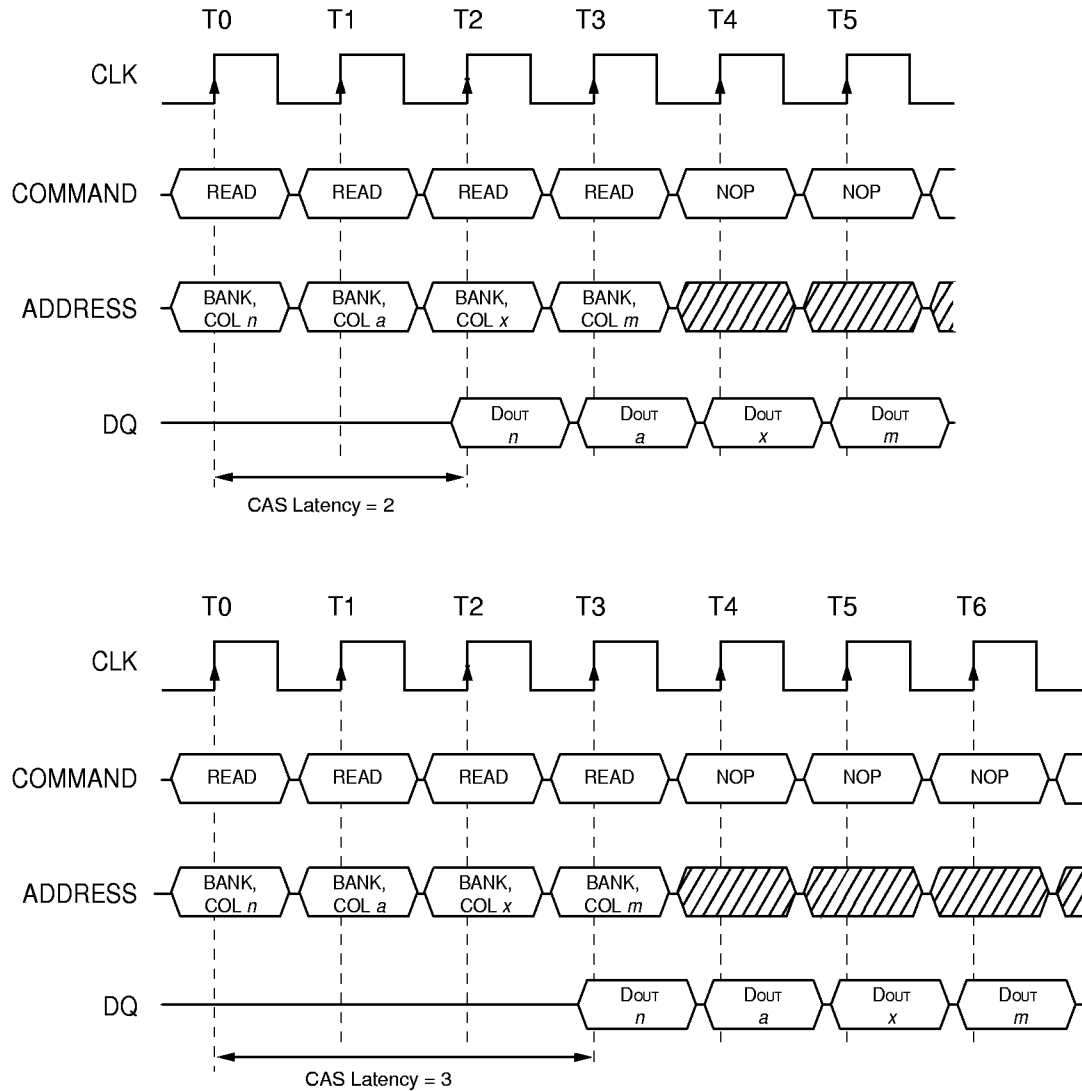 T0 T1 T2 T3 T4 T5
CLK
COMMAND READ READ READ READ NOP NOP
ADDRESS
BANK, BANK, BANK, BANK,
COL n COL a COL x COL m
DQ
DOUT DOUT DOUT DOUT
n a x m
CAS Latency = 2
T0 T1 T2 T3 T4 T5 T6
CLK
COMMAND READ READ READ READ NOP NOP NOP
ADDRESS
BANK, BANK, BANK, BANK,
COL n COL a COL x COL m
DQ
DOUT DOUT DOUT DOUT
n a x m
CAS Latency = 3